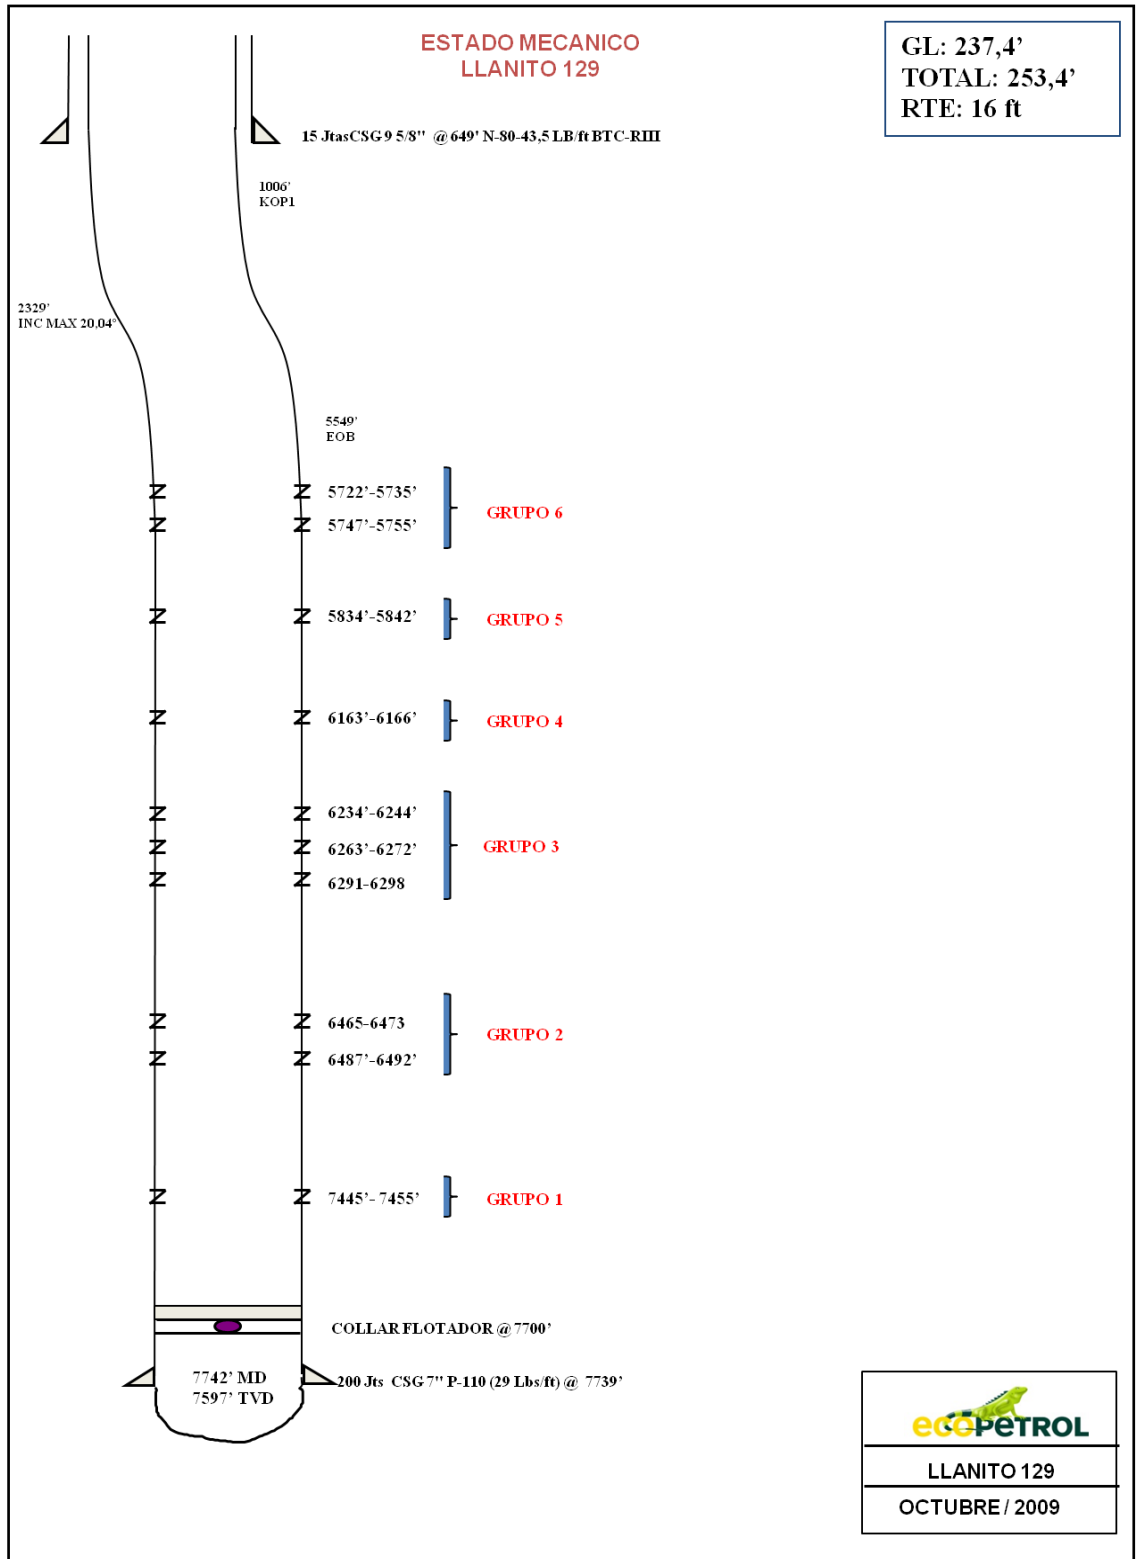 ESTADO MECANICO
LLANITO 129
GL: 237,4’
TOTAL: 253,4’
RTE: 16 ft
15 JtasCSG 9 5/8" @ 649' N-80-43,5 LB/ft BTC-RIII
1006’
KOP1
2329’
INC MAX 20,04°
5549’
EOB
5722’-5735’
5747’-5755’
GRUPO 6
5834’-5842’
GRUPO 5
6163’-6166’
GRUPO 4
6234’-6244’
6263’-6272’
6291-6298
GRUPO 3
6465-6473
6487’-6492’
GRUPO 2
7445’- 7455’
GRUPO 1
COLLAR FLOTADOR @ 7700’
7742’ MD
7597’ TVD
200 Jts CSG 7" P-110 (29 Lbs/ft) @ 7739’
ecoPETROL
LLANITO 129
OCTUBRE / 2009